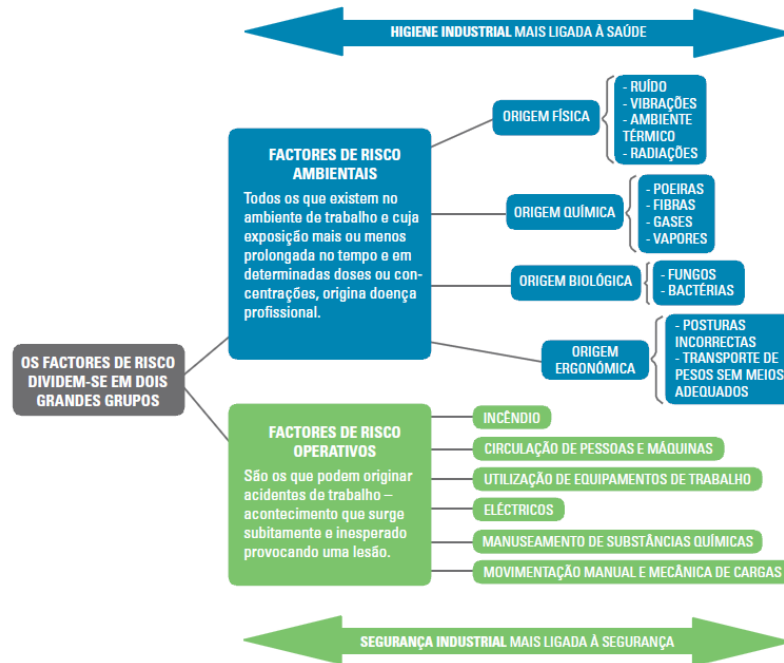 HIGIENE INDUSTRIAL MAIS LIGADA À SAÚDE
FACTORES DE RISCO
AMBIENTAIS
Todos os que existem no
ambiente de trabalho e cuja
exposição mais ou menos
prolongada no tempo e em
determinadas doses ou con-
centrações, origina doença
profissional.
ORIGEM FÍSICA
- RUÍDO
- VIBRAÇÕES
- AMBIENTE
TÉRMICO
- RADIAÇÕES
ORIGEM QUÍMICA
- POEIRAS
- FIBRAS
- GASES
- VAPORES
ORIGEM BIOLÓGICA
- FUNGOS
- BACTÉRIAS
ORIGEM
ERGONÓMICA
- POSTURAS
INCORRECTAS
- TRANSPORTE DE
PESOS SEM MEIOS
ADEQUADOS
OS FACTORES DE RISCO
DIVIDEM-SE EM DOIS
GRANDES GRUPOS
FACTORES DE RISCO
OPERATIVOS
São os que podem originar
acidentes de trabalho –
acontecimento que surge
subitamente e inesperado
provocando uma lesão.
INCÊNDIO
CIRCULAÇÃO DE PESSOAS E MÁQUINAS
UTILIZAÇÃO DE EQUIPAMENTOS DE TRABALHO
ELÉCTRICOS
MANUSEAMENTO DE SUBSTÂNCIAS QUÍMICAS
MOVIMENTAÇÃO MANUAL E MECÂNICA DE CARGAS
SEGURANÇA INDUSTRIAL MAIS LIGADA À SEGURANÇA